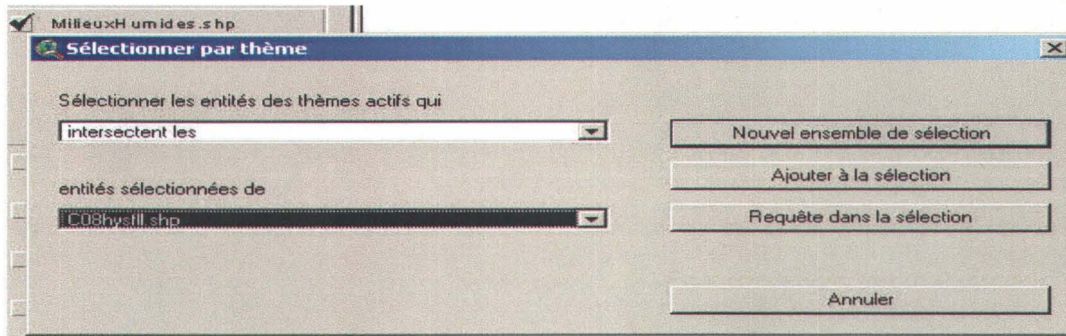 MilieuxHumides.shp
Sélectionner par thème
Sélectionner les entités des thèmes actifs qui
intersectent les
Nouvel ensemble de sélection
Ajouter à la sélection
entités sélectionnées de
C08hystll.shp
Requête dans la sélection
Annuler